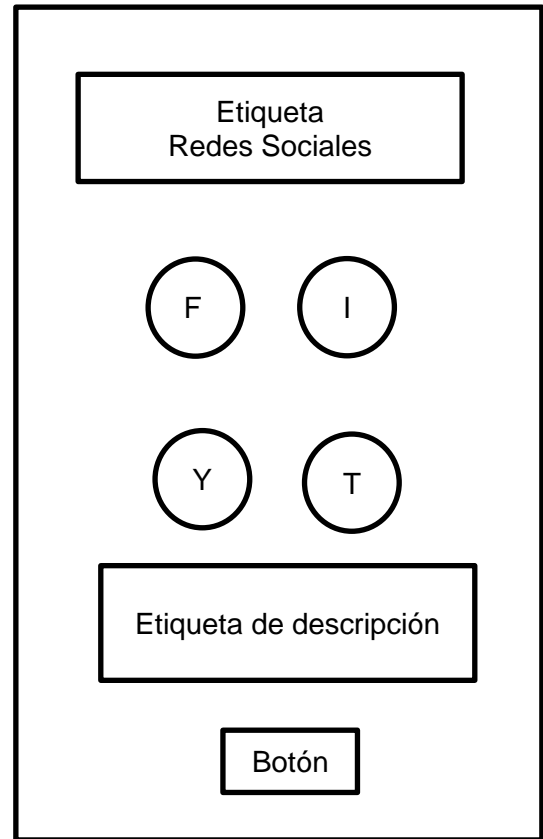 Etiqueta
Redes Sociales
F
I
Y
T
Etiqueta de descripción
Botón